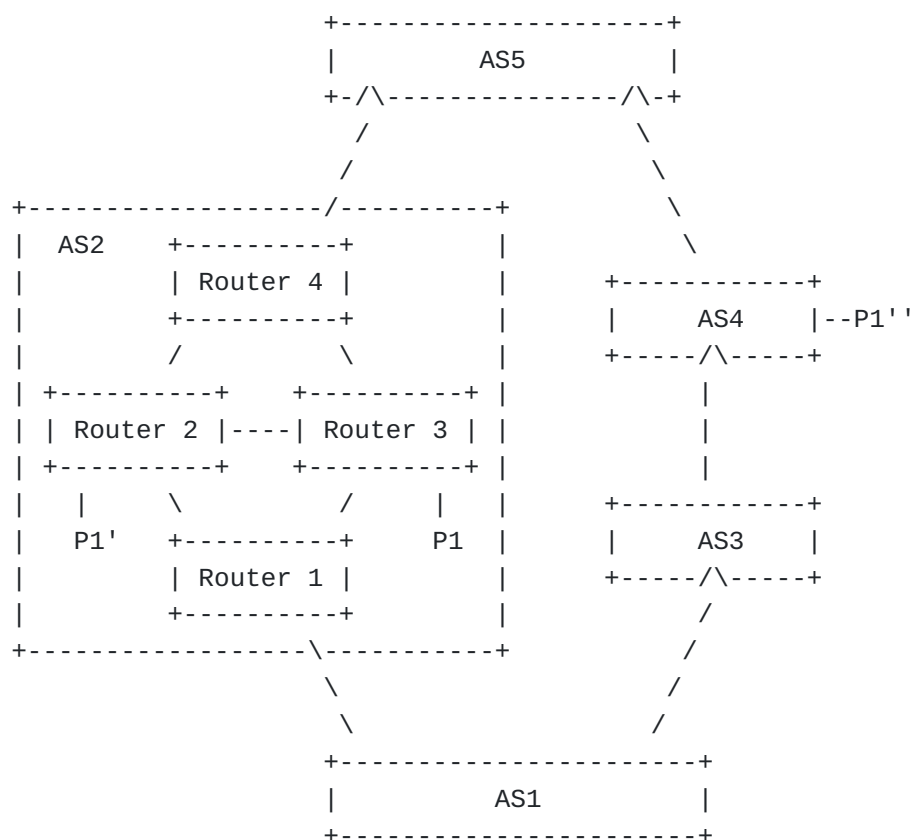 AS5
AS2
Router 4
AS4 --P1''
Router 2 ---- Router 3
P1' P1 AS3
Router 1
AS1